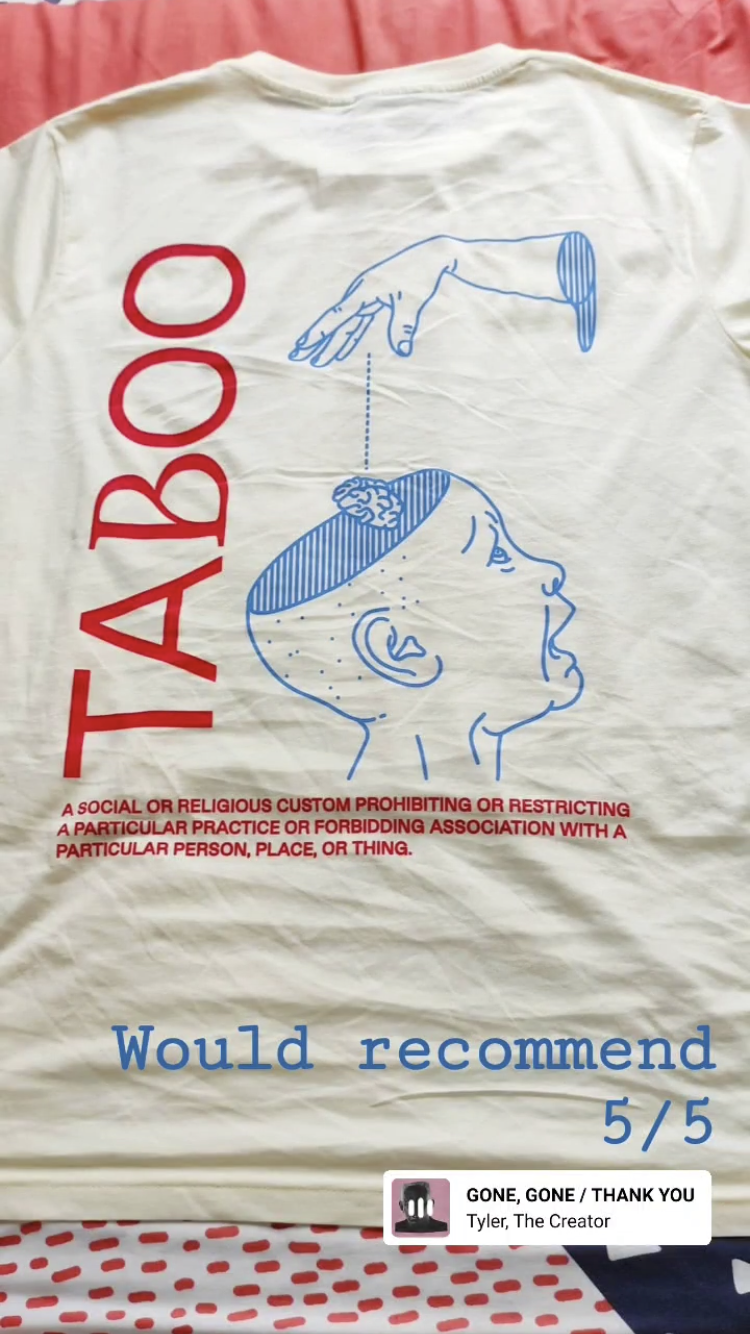 TABOO
A SOCIAL OR RELIGIOUS CUSTOM PROHIBITING OR RESTRICTING
A PARTICULAR PRACTICE OR FORBIDDING ASSOCIATION WITH A
PARTICULAR PERSON, PLACE, OR THING.
Would recommend
5/5
GONE, GONE / THANK YOU
Tyler, The Creator